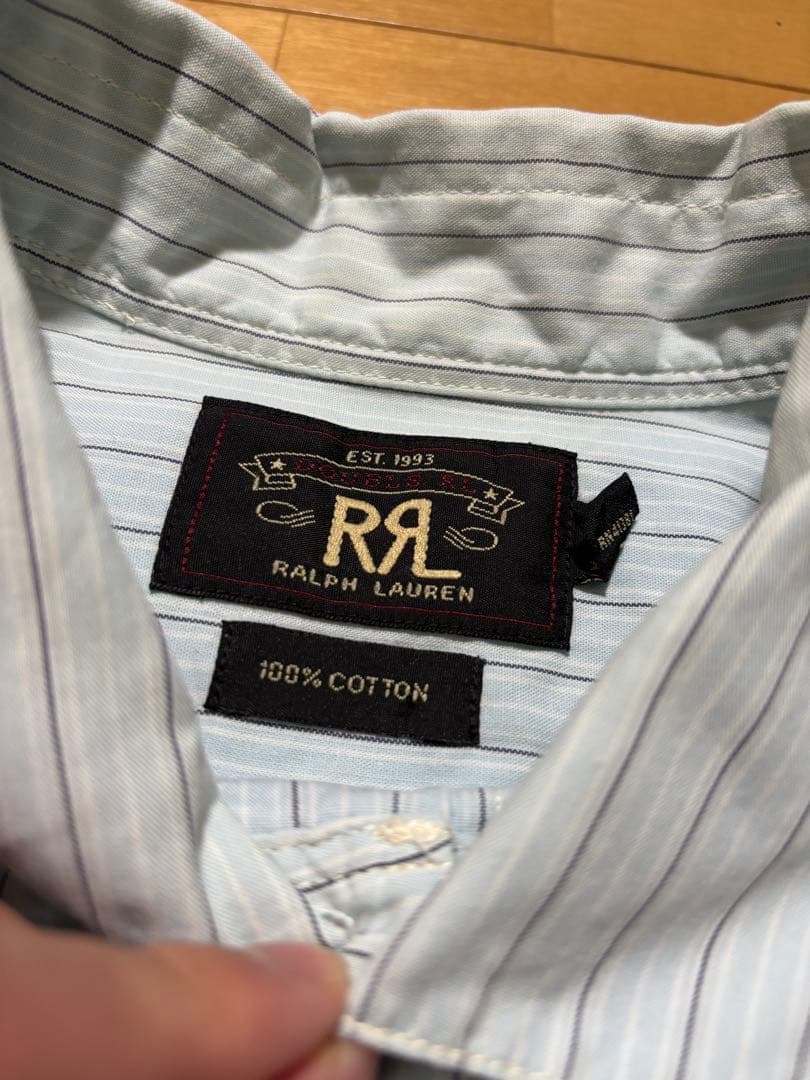 EST. 1993
DOUBLE RL
RRL
RALPH LAUREN
100% COTTON